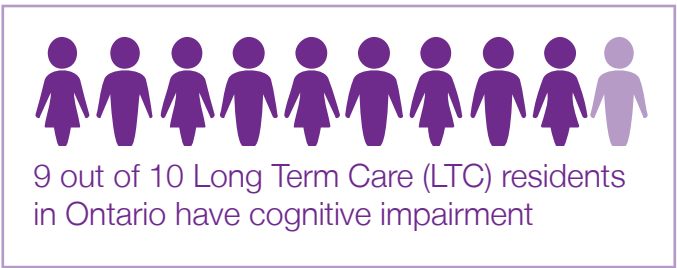 9 out of 10 Long Term Care (LTC) residents
in Ontario have cognitive impairment